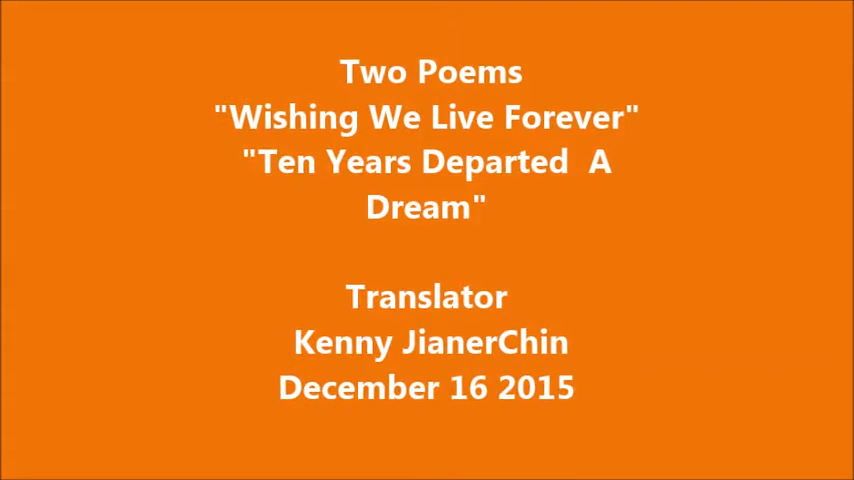 Two Poems
"Wishing We Live Forever"
"Ten Years Departed  A
Dream"
Translator
Kenny JianerChin
December 16 2015